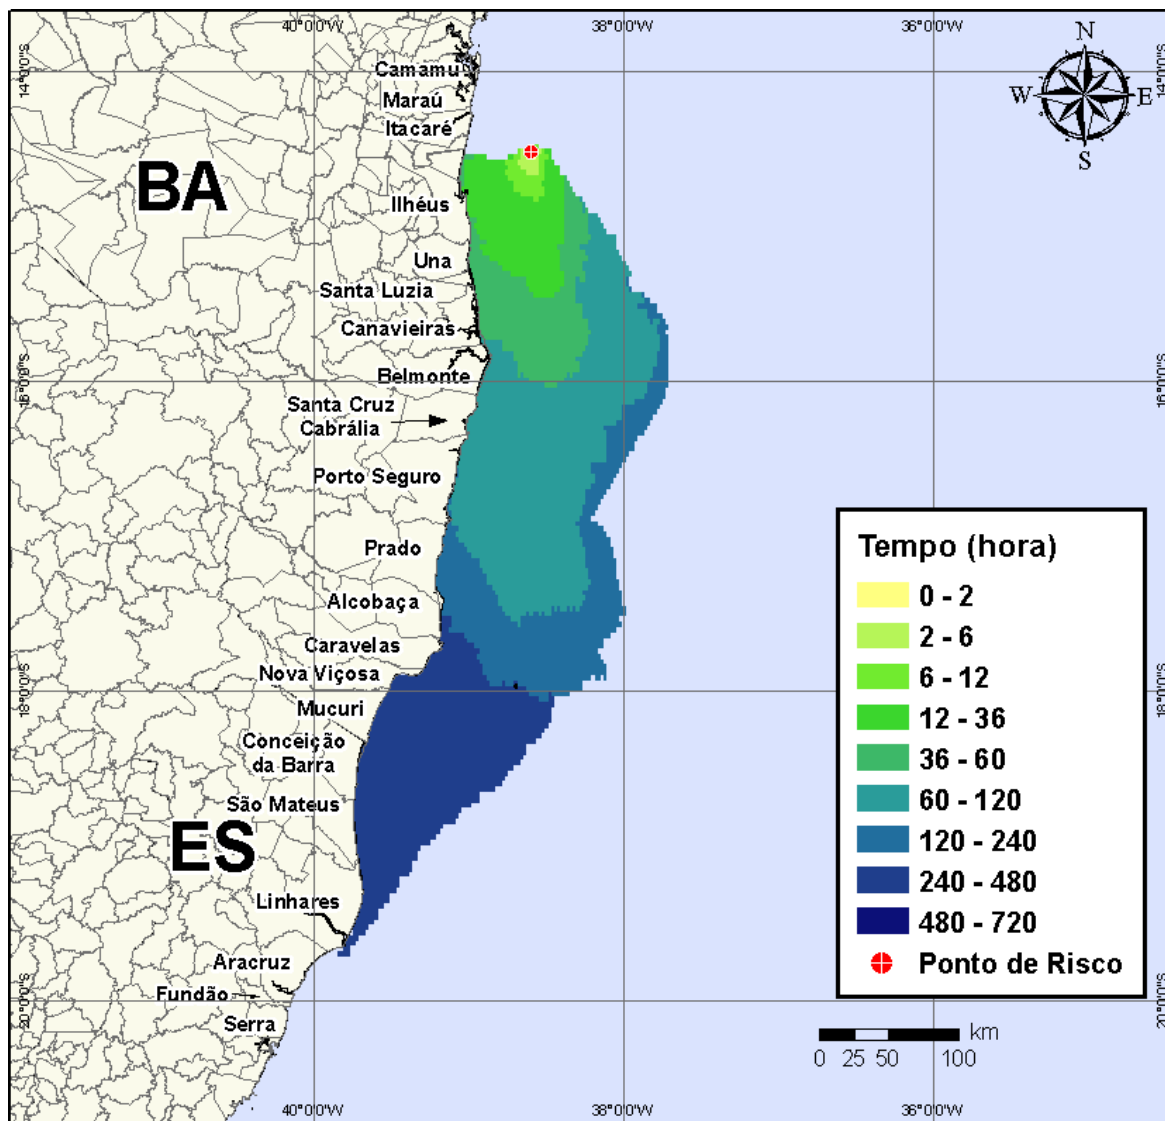 40°0'0"W
38°0'0"W
36°0'0"W
N
W
E
S
14°0'0"S
14°0'0"S
Camamu
Maraú
Itacaré
BA
Ilhéus
Una
Santa Luzia
Canavieiras
Belmonte
16°0'0"S
16°0'0"S
Santa Cruz
Cabrália
Porto Seguro
Prado
Alcobaça
Caravelas
Nova Viçosa
18°0'0"S
18°0'0"S
Mucuri
Conceição
da Barra
São Mateus
ES
Linhares
Aracruz
Fundão
Serra
20°0'0"S
20°0'0"S
Tempo (hora)
0 - 2
2 - 6
6 - 12
12 - 36
36 - 60
60 - 120
120 - 240
240 - 480
480 - 720
Ponto de Risco
km
0 25 50 100
40°0'0"W
38°0'0"W
36°0'0"W